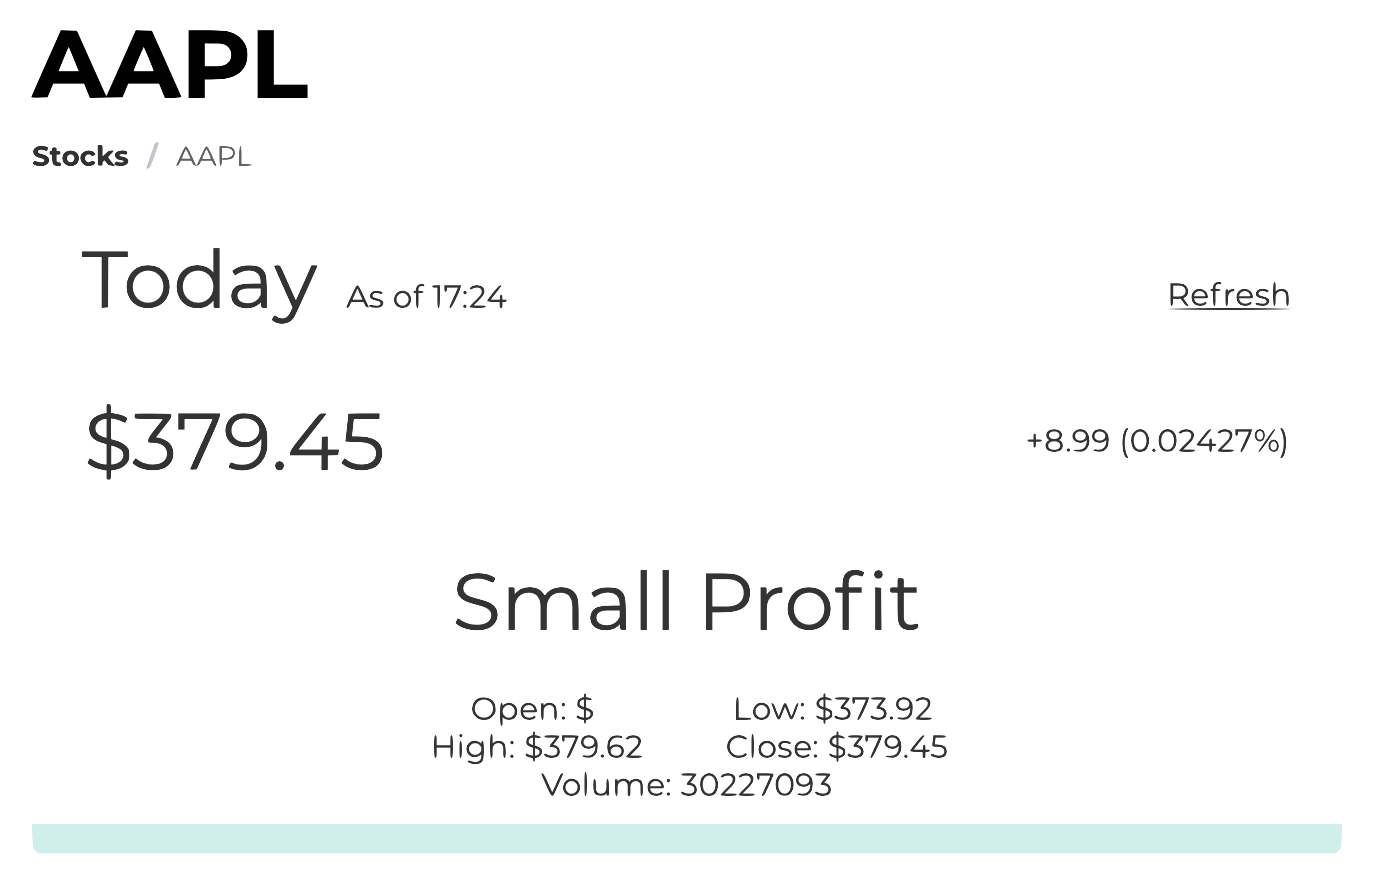 AAPL
Stocks / AAPL
Today As of 17:24 Refresh
$379.45 +8.99 (0.02427%)
Small Profit
Open: $ Low: $373.92
High: $379.62 Close: $379.45
Volume: 30227093